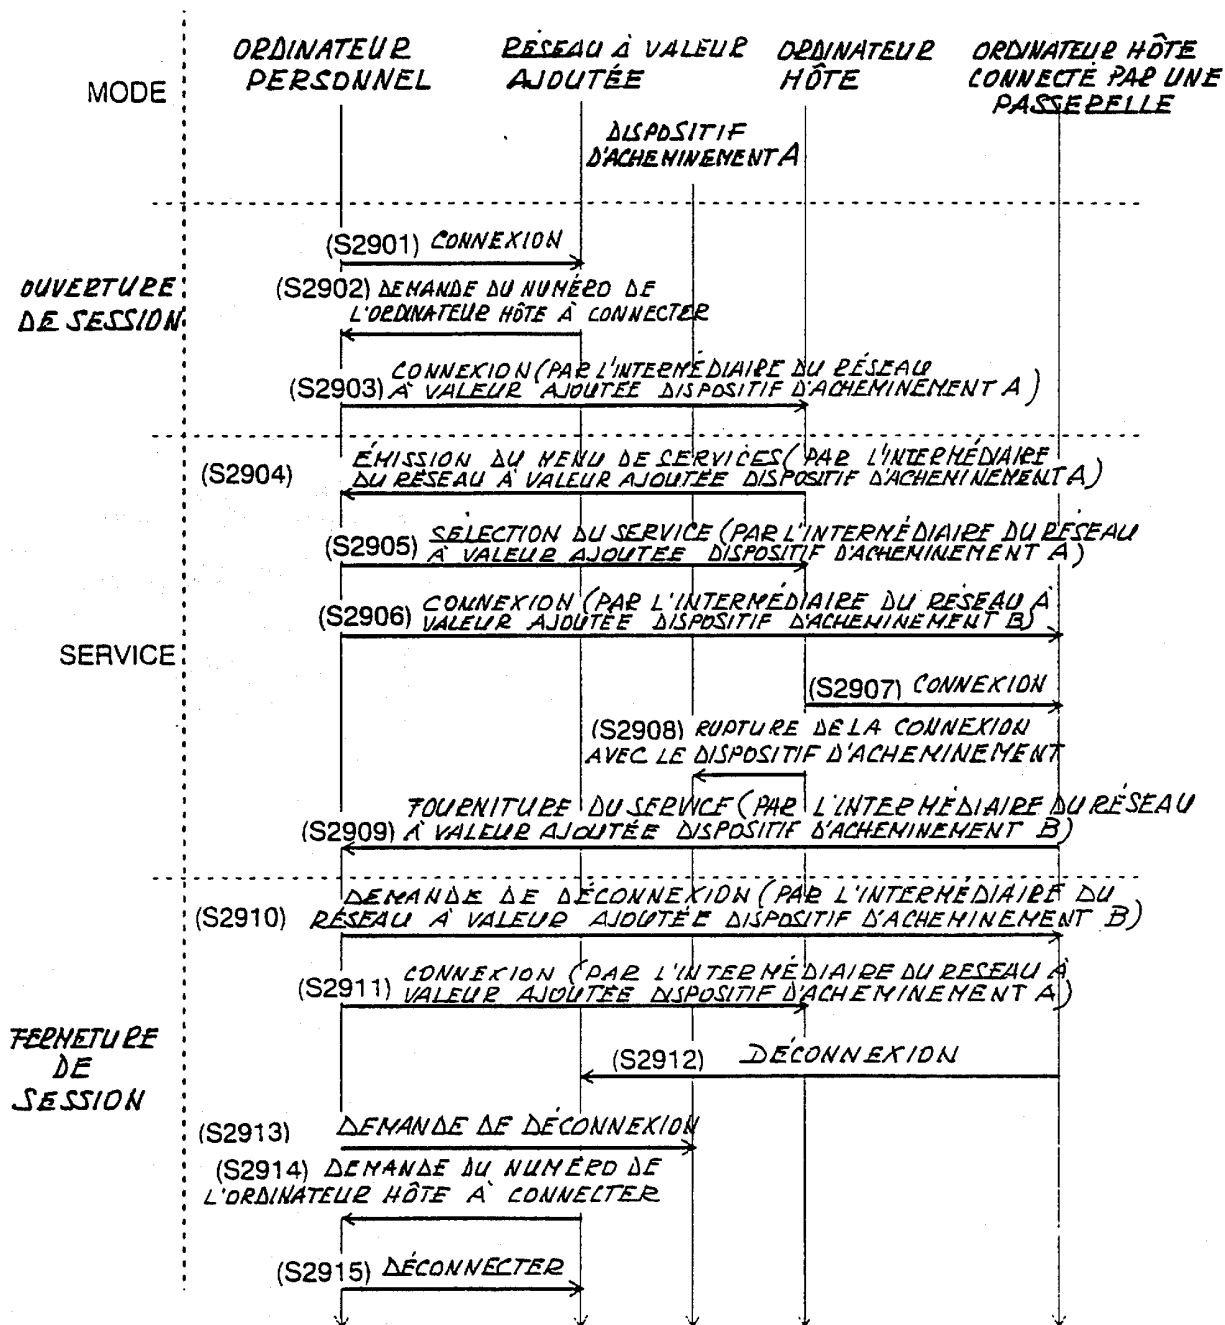 MODE
ORDINATEUR
PERSONNEL
RÉSEAU À VALEUR
AJOUTÉE
ORDINATEUR
HÔTE
ORDINATEUR HÔTE
CONNECTÉ PAR UNE
PASSERELLE
DISPOSITIF
D'ACHEMINEMENT A
OUVERTURE
DE SESSION
(S2901) CONNEXION
(S2902) DEMANDE DU NUMÉRO DE
L'ORDINATEUR HÔTE À CONNECTER
CONNEXION (PAR L'INTERMÉDIAIRE DU RÉSEAU
(S2903) À VALEUR AJOUTÉE DISPOSITIF D'ACHEMINEMENT A)
SERVICE
ÉMISSION DU MENU DE SERVICES (PAR L'INTERMÉDIAIRE
(S2904) DU RÉSEAU À VALEUR AJOUTÉE DISPOSITIF D'ACHEMINEMENT A)
SÉLECTION DU SERVICE (PAR L'INTERMÉDIAIRE DU RÉSEAU
(S2905) À VALEUR AJOUTÉE DISPOSITIF D'ACHEMINEMENT A)
CONNEXION (PAR L'INTERMÉDIAIRE DU RÉSEAU À
(S2906) VALEUR AJOUTÉE DISPOSITIF D'ACHEMINEMENT B)
(S2907) CONNEXION
(S2908) RUPTURE DE LA CONNEXION
AVEC LE DISPOSITIF D'ACHEMINEMENT
FOURNITURE DU SERVICE (PAR L'INTERMÉDIAIRE DU RÉSEAU
(S2909) À VALEUR AJOUTÉE DISPOSITIF D'ACHEMINEMENT B)
FERMETURE
DE
SESSION
DEMANDE DE DÉCONNEXION (PAR L'INTERMÉDIAIRE DU
(S2910) RÉSEAU À VALEUR AJOUTÉE DISPOSITIF D'ACHEMINEMENT B)
CONNEXION (PAR L'INTERMÉDIAIRE DU RÉSEAU À
(S2911) VALEUR AJOUTÉE DISPOSITIF D'ACHEMINEMENT A)
(S2912) DÉCONNEXION
(S2913) DEMANDE DE DÉCONNEXION
(S2914) DEMANDE DU NUMÉRO DE
L'ORDINATEUR HÔTE À CONNECTER
(S2915) DÉCONNECTER